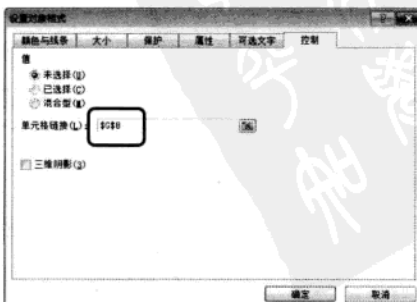 设置对象格式
颜色与线条 大小 保护 属性 可选文字 控制
值
未选择(U)
已选择(C)
混合型(M)
单元格链接(L): $G$8
三维阴影(3)
确定 取消